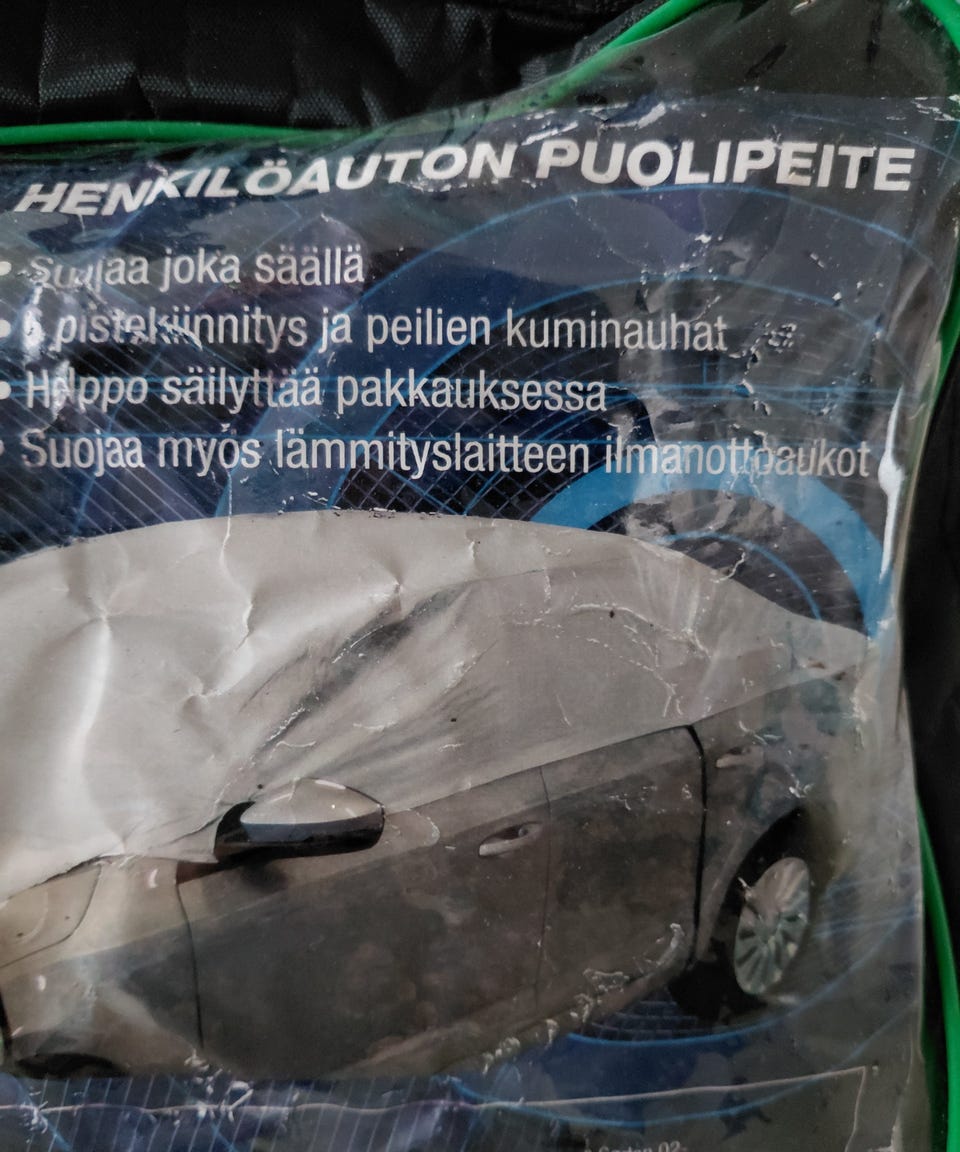 HENKILÖAUTON PUOLIPEITE
• Suojaa joka säällä
• pistekiinnitys ja peilien kuminauhat
• Helppo säilyttää pakkauksessa
• Suojaa myös lämmityslaitteen ilmanottoaukot